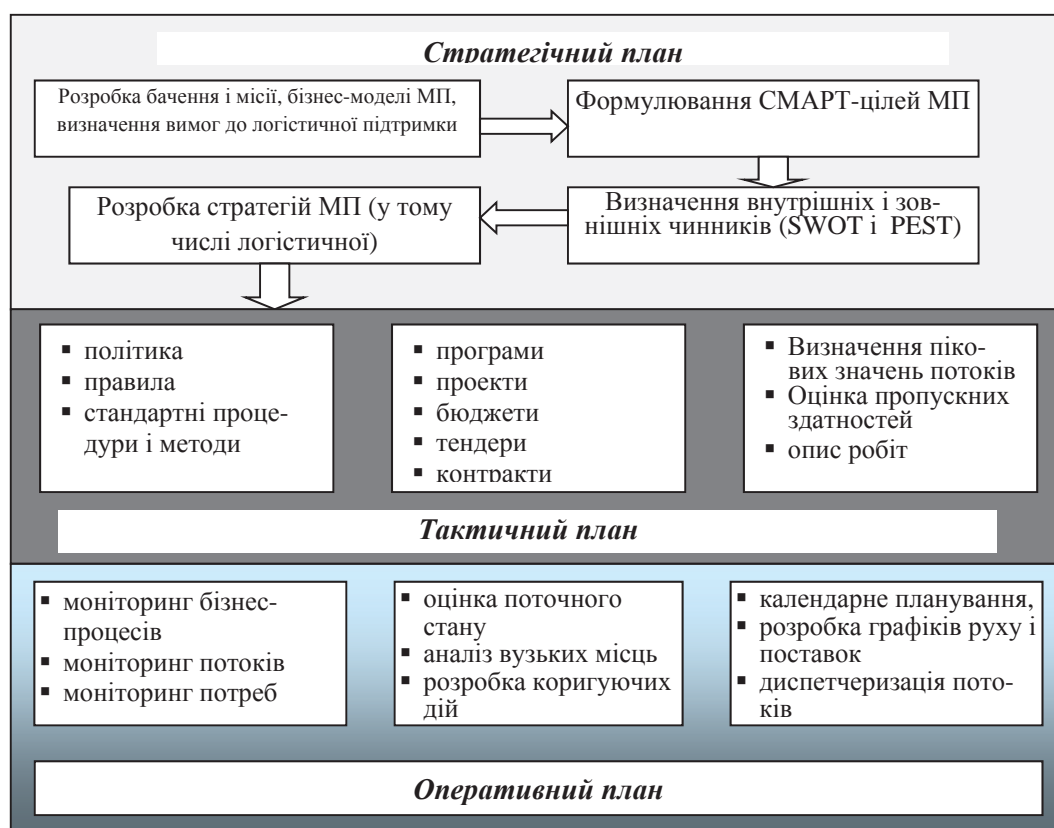 Стратегічний план
Розробка бачення і місії, бізнес-моделі МП,
визначення вимог до логістичної підтримки
Формулювання СМАРТ-цілей МП
Розробка стратегій МП (у тому
числі логістичної)
Визначення внутрішніх і зов-
нішніх чинників (SWOT і PEST)
▪ політика
▪ правила
▪ стандартні проце-
дури і методи
▪ програми
▪ проекти
▪ бюджети
▪ тендери
▪ контракти
▪ Визначення піко-
вих значень потоків
▪ Оцінка пропускних
здатностей
▪ опис робіт
Тактичний план
▪ моніторинг бізнес-
процесів
▪ моніторинг потоків
▪ моніторинг потреб
▪ оцінка поточного
стану
▪ аналіз вузьких місць
▪ розробка коригуючих
дій
▪ календарне планування,
▪ розробка графіків руху і
поставок
▪ диспетчеризація пото-
ків
Оперативний план